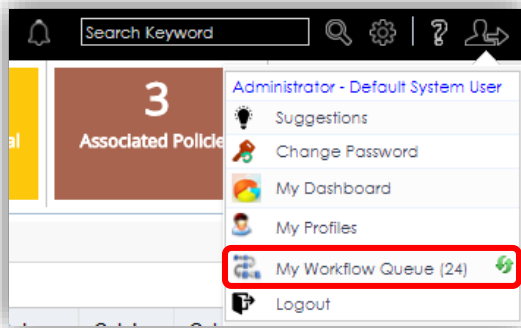 Search Keyword
?
al
3
Associated Policie
Administrator - Default System User
Suggestions
Change Password
My Dashboard
My Profiles
My Workflow Queue (24)
Logout